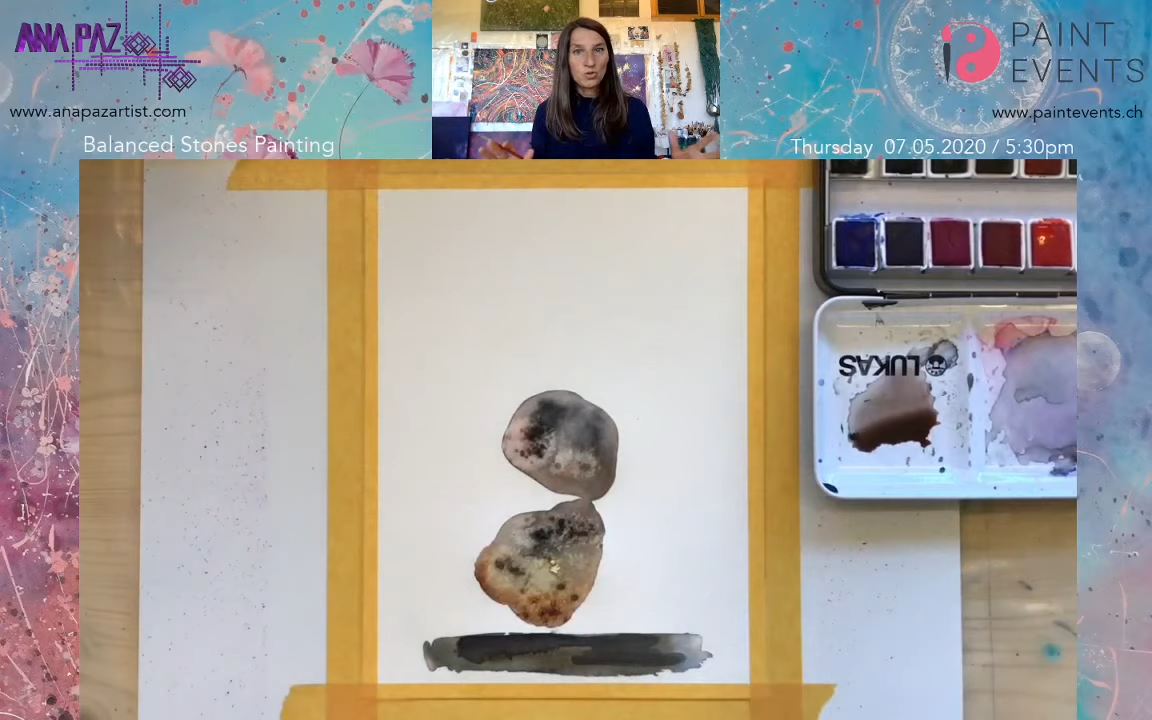 ANA PAZ
www.anapazartist.com
Balanced Stones Painting
PAINT
EVENTS
www.paintevents.ch
Thursday 07.05.2020 / 5:30pm
LUKAS